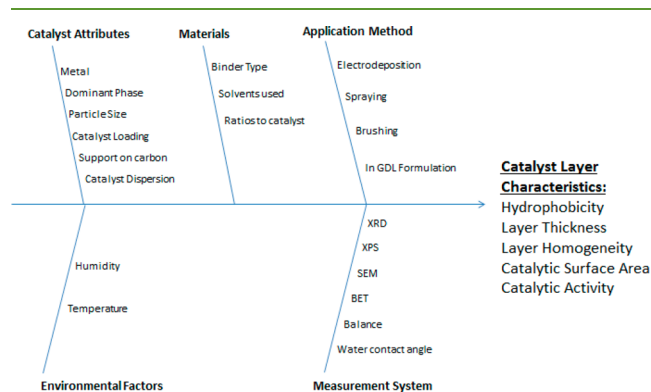 Catalyst Attributes
Metal
Dominant Phase
Particle Size
Catalyst Loading
Support on carbon
Catalyst Dispersion
Materials
Binder Type
Solvents used
Ratios to catalyst
Application Method
Electrodeposition
Spraying
Brushing
In GDL Formulation
Catalyst Layer
Characteristics:
Hydrophobicity
Layer Thickness
Layer Homogeneity
Catalytic Surface Area
Catalytic Activity
Humidity
Temperature
Environmental Factors
XRD
XPS
SEM
BET
Balance
Water contact angle
Measurement System